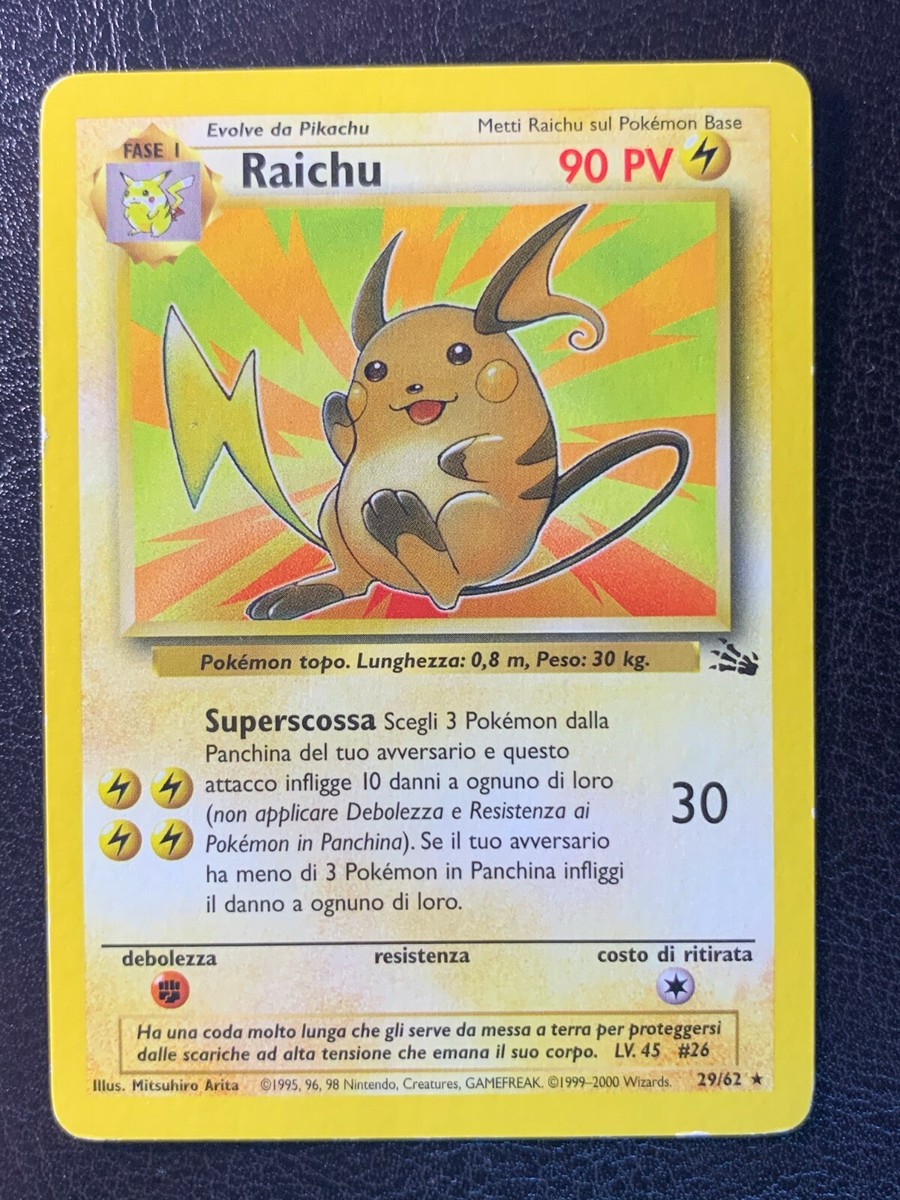 Evolve da Pikachu
Metti Raichu sul Pokémon Base
FASE 1
Raichu
90 PV
Pokémon topo. Lunghezza: 0,8 m, Peso: 30 kg.
Superscossa Scegli 3 Pokémon dalla
Panchina del tuo avversario e questo
attacco infligge 10 danni a ognuno di loro
(non applicare Debolezza e Resistenza ai
Pokémon in Panchina). Se il tuo avversario
ha meno di 3 Pokémon in Panchina infliggi
il danno a ognuno di loro.
30
debolezza
resistenza
costo di ritirata
Ha una coda molto lunga che gli serve da messa a terra per proteggersi
dalle scariche ad alta tensione che emana il suo corpo. LV. 45 #26
Illus. Mitsuhiro Arita ©1995, 96, 98 Nintendo, Creatures, GAMEFREAK. ©1999–2000 Wizards. 29/62 ★